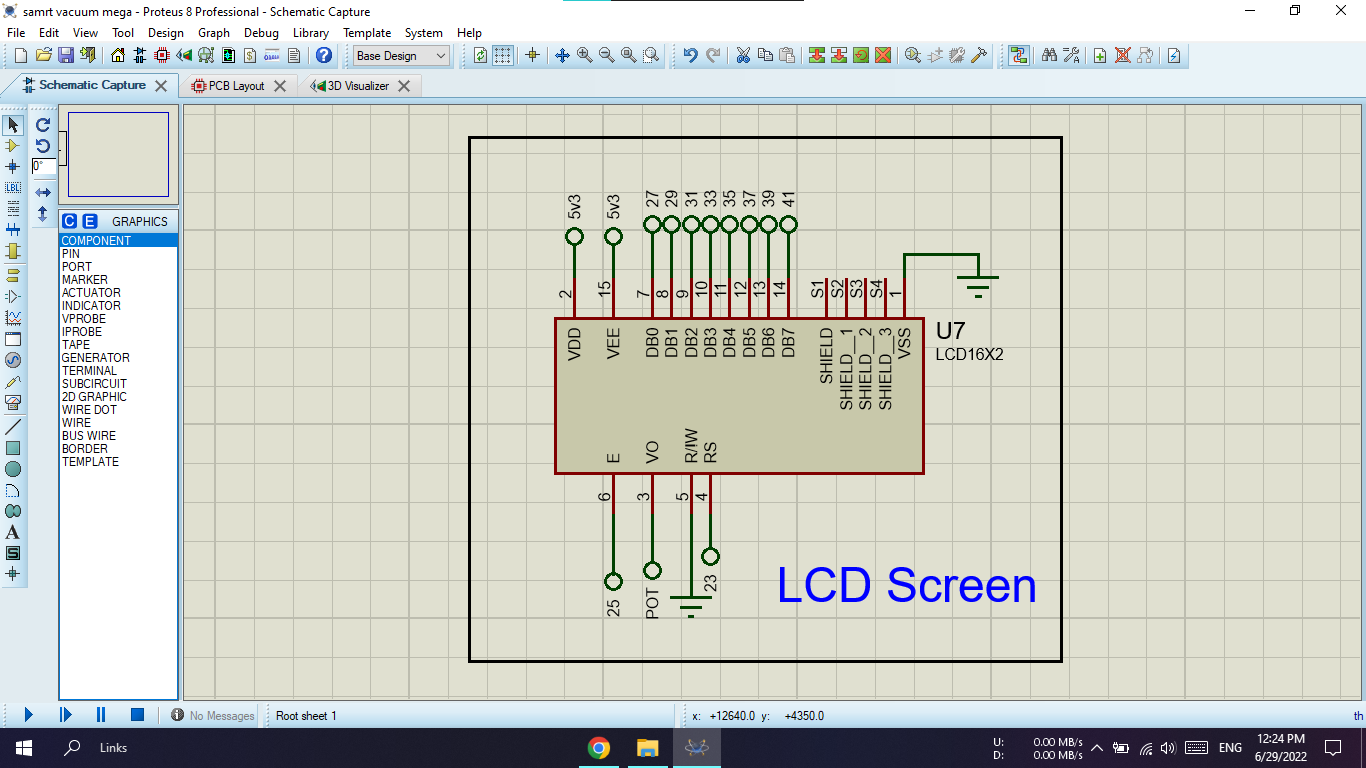 samrt vacuum mega - Proteus 8 Professional - Schematic Capture
File Edit View Tool Design Graph Debug Library Template System Help
Base Design
Schematic Capture PCB Layout 3D Visualizer
0°
LBL
C E GRAPHICS
COMPONENT
PIN
PORT
MARKER
ACTUATOR
INDICATOR
VPROBE
IPROBE
TAPE
GENERATOR
TERMINAL
SUBCIRCUIT
2D GRAPHIC
WIRE DOT
WIRE
BUS WIRE
BORDER
TEMPLATE
A
S
5v3 5v3 27 29 31 33 35 37 39 41
2 15 7 8 9 10 11 12 13 14 S1 S2 S3 S4 1
VDD VEE DB0 DB1 DB2 DB3 DB4 DB5 DB6 DB7 SHIELD SHIELD__1 SHIELD__2 SHIELD__3 VSS
U7
LCD16X2
E VO R/!W RS
6 3 5 4
25 POT 23
LCD Screen
No Messages Root sheet 1 x: +12640.0 y: +4350.0 th
Links
U: 0.00 MB/s
D: 0.00 MB/s
ENG
12:24 PM
6/29/2022